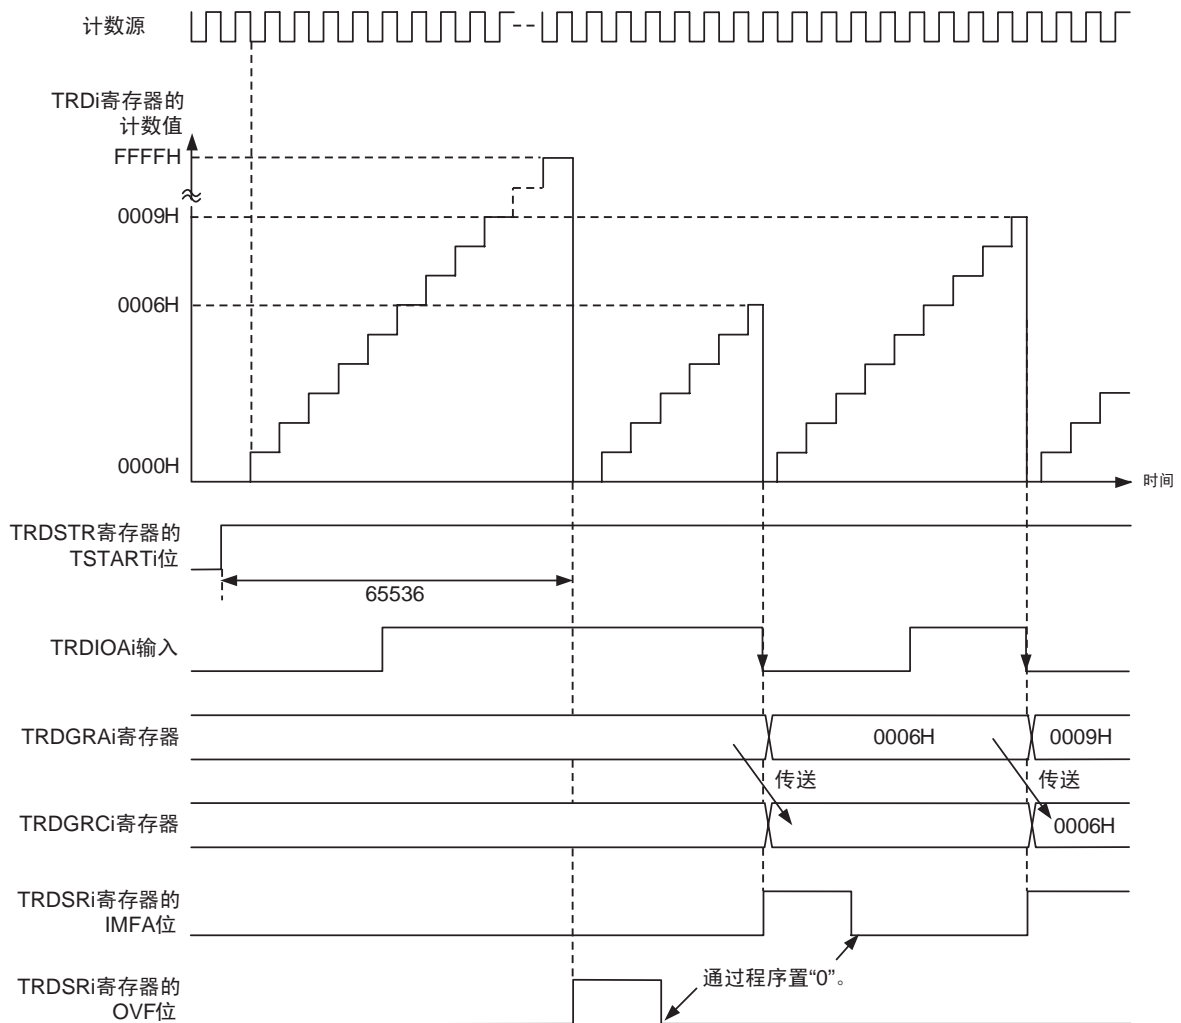 计数源
TRDi寄存器的
计数值
FFFFH
0009H
0006H
0000H
时间
TRDSTR寄存器的
TSTARTi位
65536
TRDIOAi输入
TRDGRAi寄存器
0006H
0009H
传送
传送
TRDGRCi寄存器
0006H
TRDSRi寄存器的
IMFA位
通过程序置“0”。
TRDSRi寄存器的
OVF位